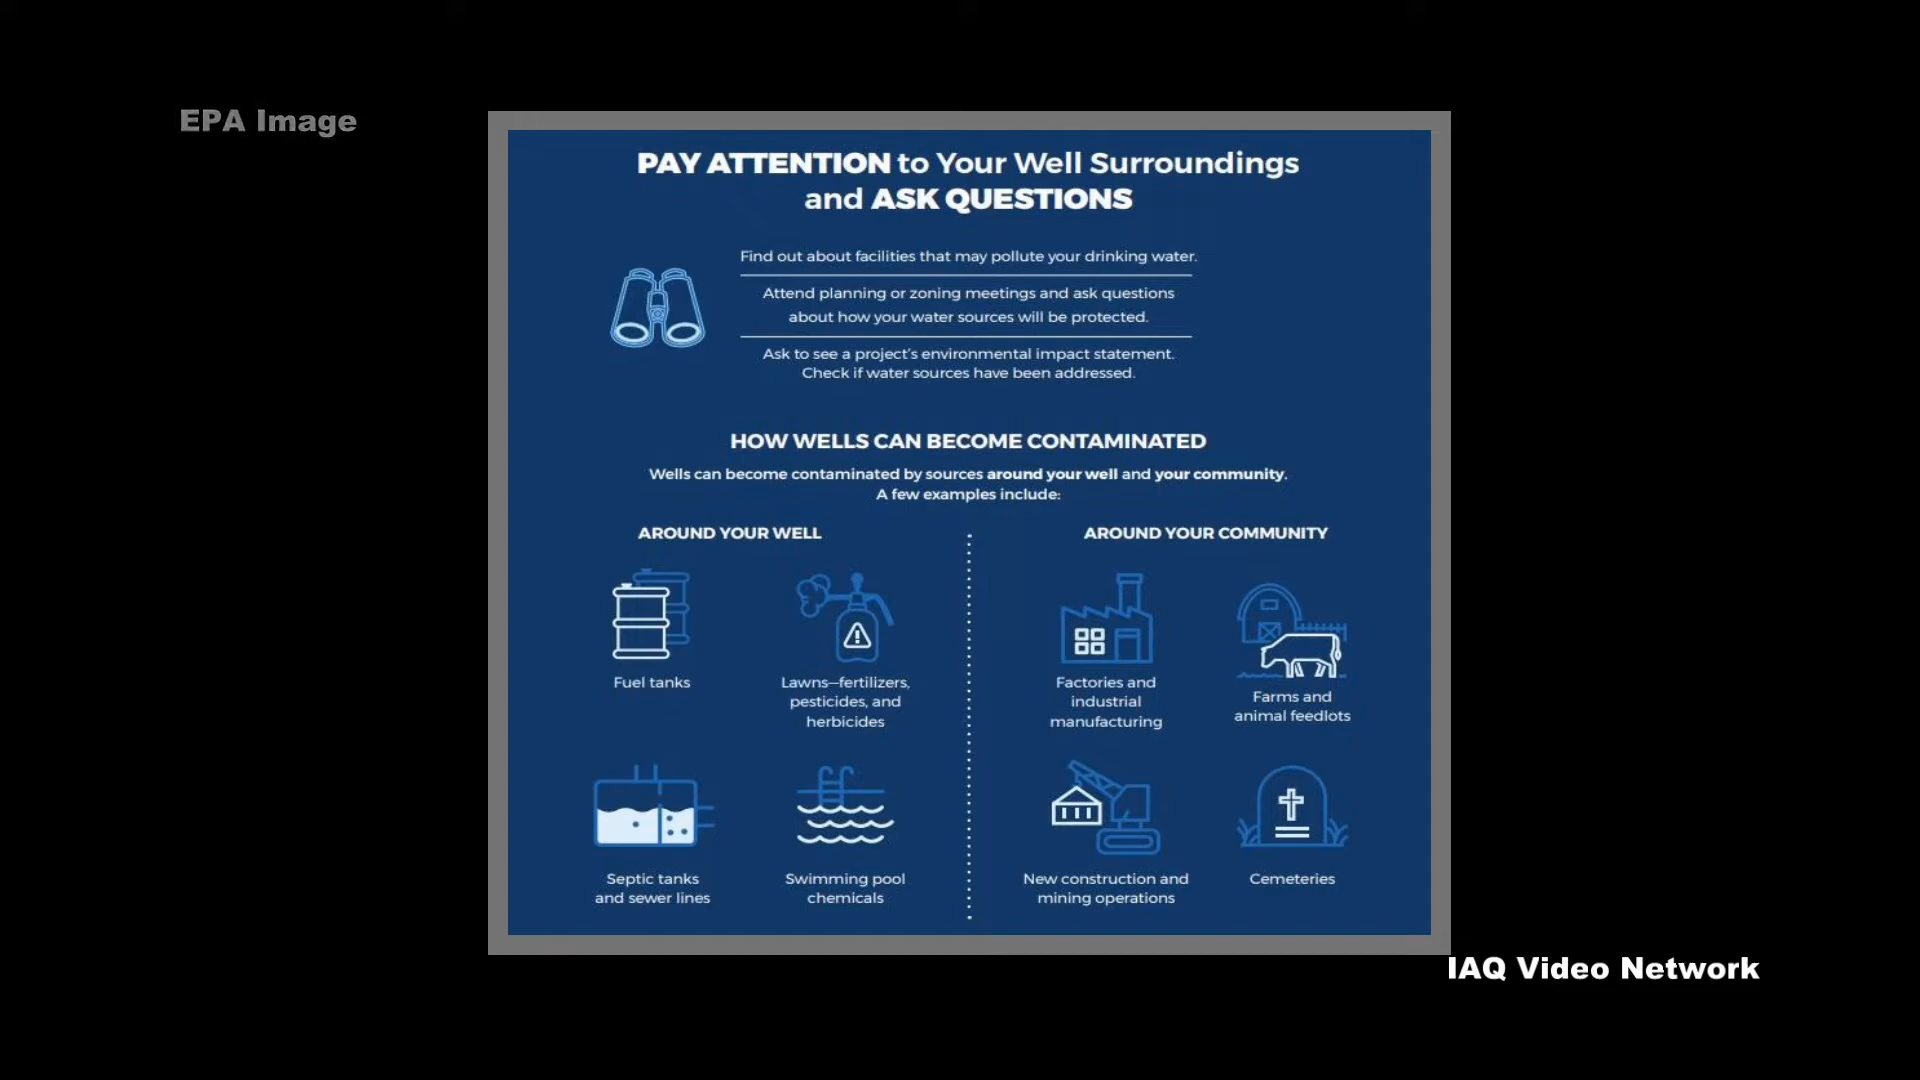 EPA Image
PAY ATTENTION to Your Well Surroundings
and ASK QUESTIONS
Find out about facilities that may pollute your drinking water.
Attend planning or zoning meetings and ask questions
about how your water sources will be protected.
Ask to see a project's environmental impact statement.
Check if water sources have been addressed.
HOW WELLS CAN BECOME CONTAMINATED
Wells can become contaminated by sources around your well and your community.
A few examples include:
AROUND YOUR WELL
Fuel tanks
Lawns—fertilizers,
pesticides, and
herbicides
Septic tanks
and sewer lines
Swimming pool
chemicals
AROUND YOUR COMMUNITY
Factories and
industrial
manufacturing
Farms and
animal feedlots
New construction and
mining operations
Cemeteries
IAQ Video Network